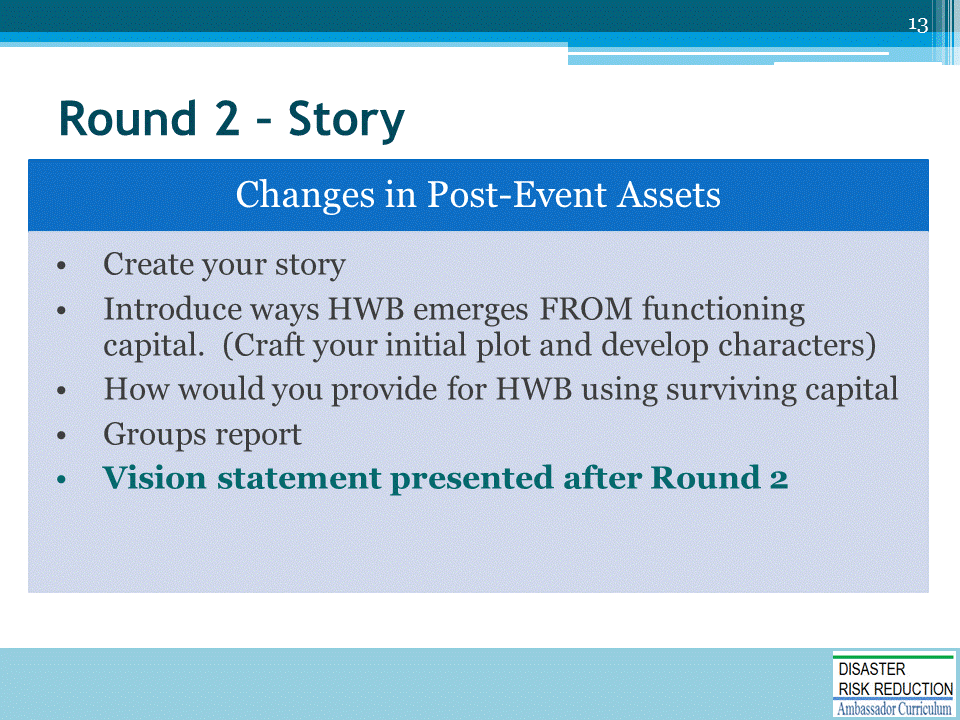 13
Round 2 – Story
Changes in Post-Event Assets
• Create your story
• Introduce ways HWB emerges FROM functioning
capital.  (Craft your initial plot and develop characters)
• How would you provide for HWB using surviving capital
• Groups report
• Vision statement presented after Round 2
DISASTER
RISK REDUCTION
Ambassador Curriculum